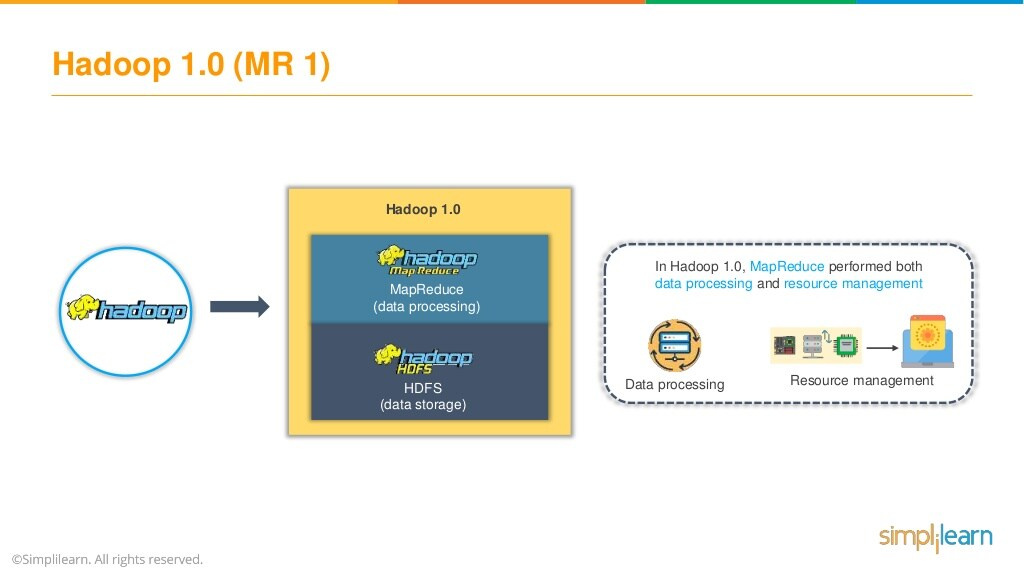 Hadoop 1.0 (MR 1)
hadoop
Hadoop 1.0
hadoop
Map Reduce
MapReduce
(data processing)
hadoop
HDFS
HDFS
(data storage)
In Hadoop 1.0, MapReduce performed both
data processing and resource management
Data processing
Resource management
simplilearn
©Simplilearn. All rights reserved.